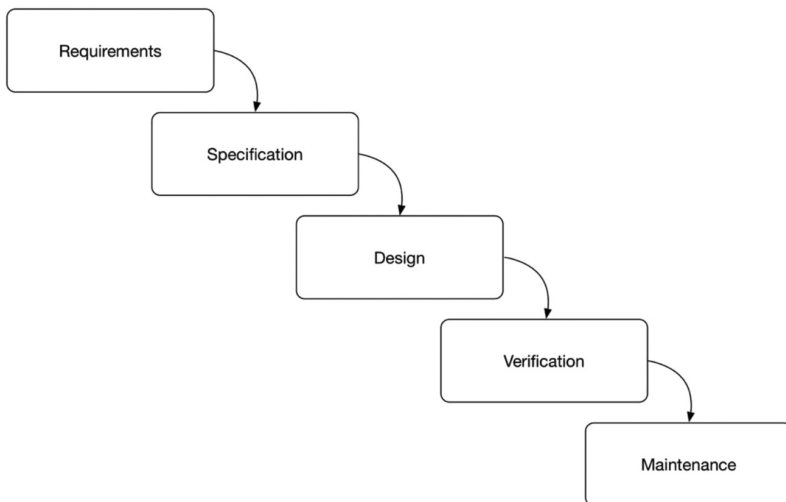 Requirements
Specification
Design
Verification
Maintenance